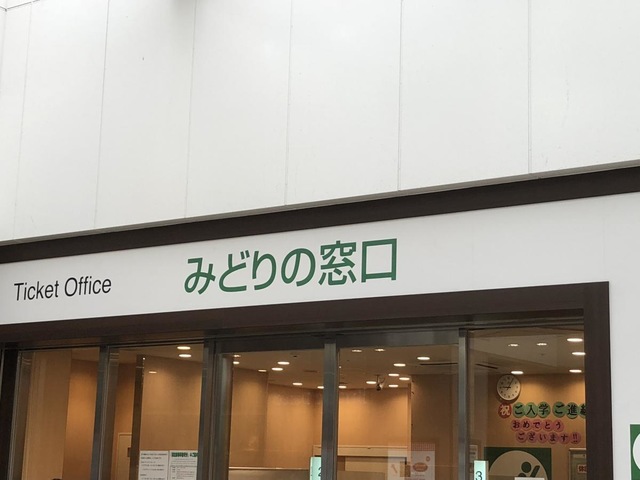 Ticket Office
みどりの窓口
祝 ご入学 ご進級
おめでとう
ございます!!
3